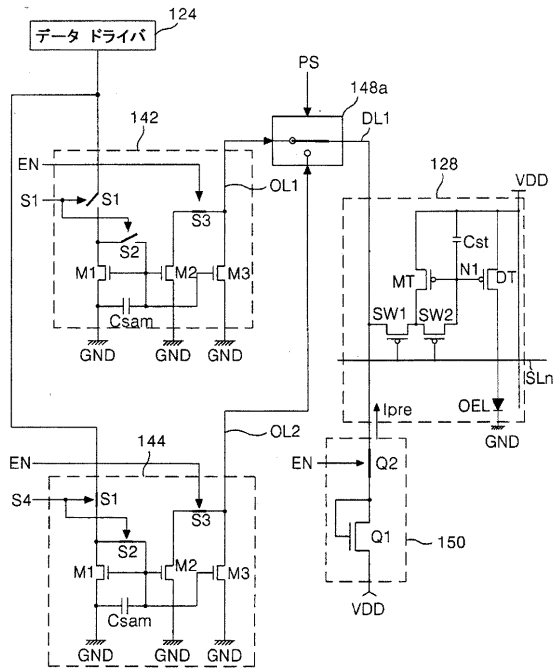 124
データ ドライバ
PS
148a
DL1
142
EN
S1
S1
S2
S3
OL1
M1
M2
M3
Csam
GND
GND
GND
128
VDD
Cst
MT
N1
DT
SW1
SW2
SLn
OEL
GND
Ipre
OL2
144
EN
S4
S1
S2
S3
M1
M2
M3
Csam
GND
GND
GND
EN
Q2
Q1
150
VDD